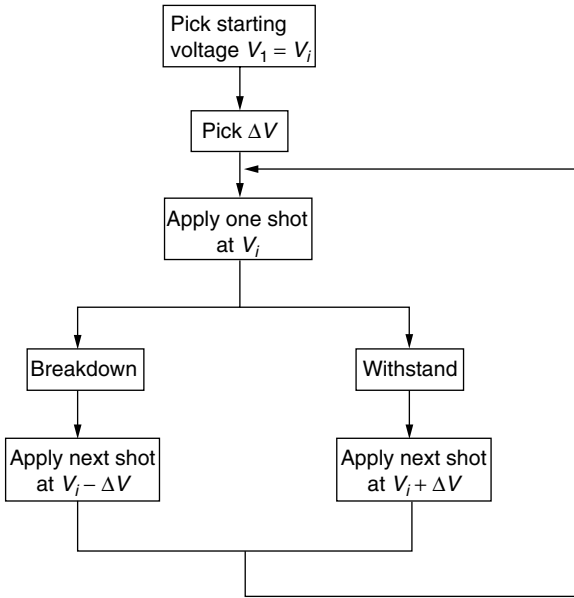 Pick starting
voltage V₁ = Vᵢ
Pick ΔV
Apply one shot
at Vᵢ
Breakdown
Withstand
Apply next shot
at Vᵢ – ΔV
Apply next shot
at Vᵢ + ΔV